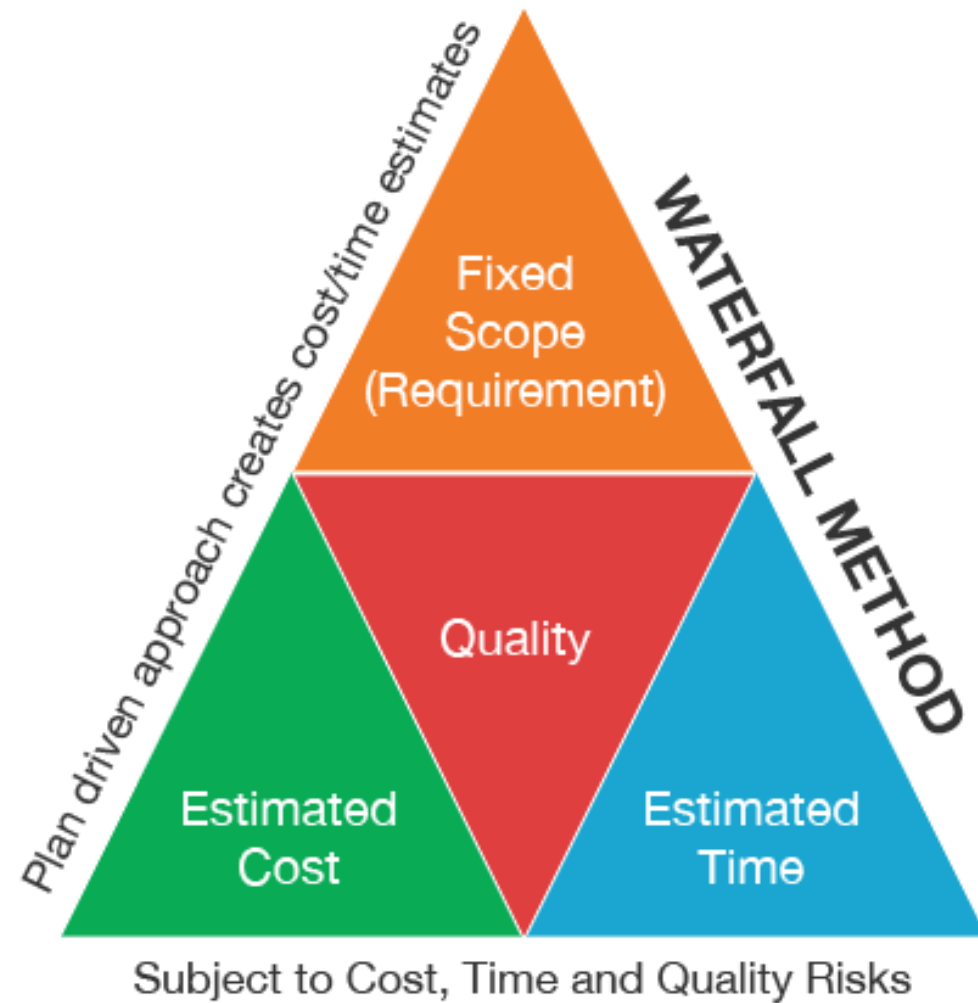 Plan driven approach creates cost/time estimates
WATERFALL METHOD
Fixed
Scope
(Requirement)
Quality
Estimated
Cost
Estimated
Time
Subject to Cost, Time and Quality Risks